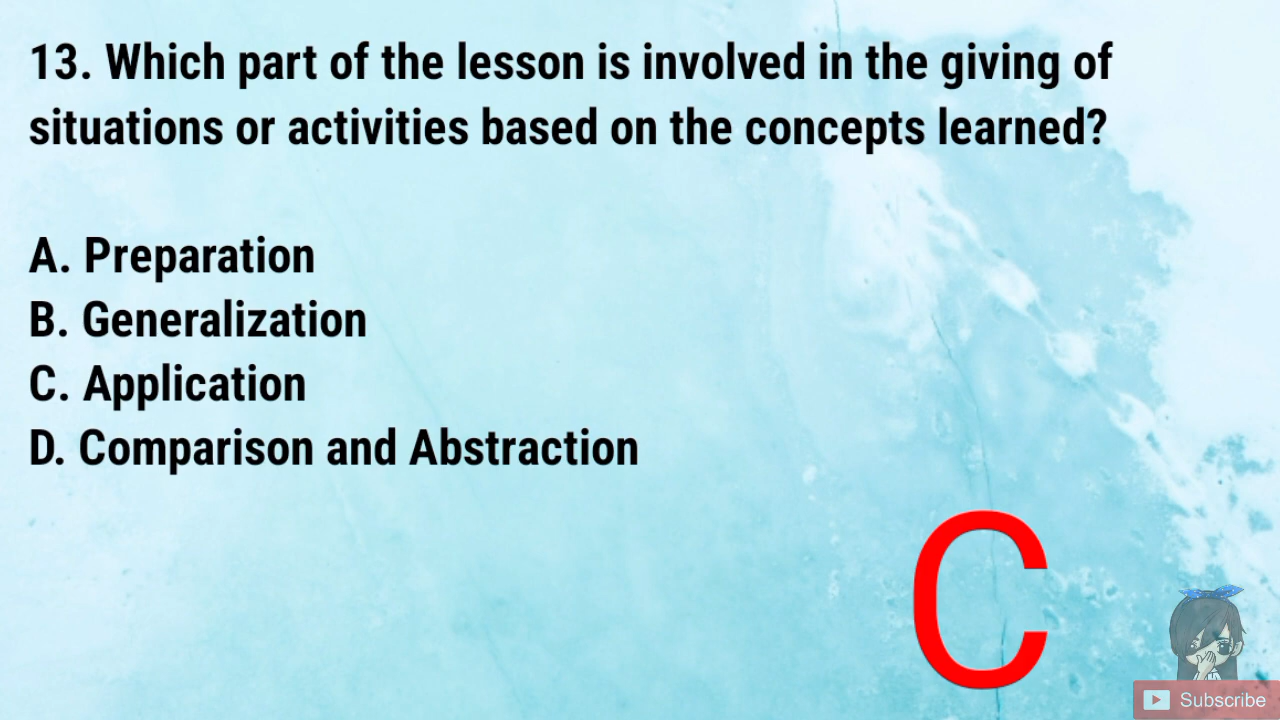 13. Which part of the lesson is involved in the giving of
situations or activities based on the concepts learned?
A. Preparation
B. Generalization
C. Application
D. Comparison and Abstraction
C
Subscribe